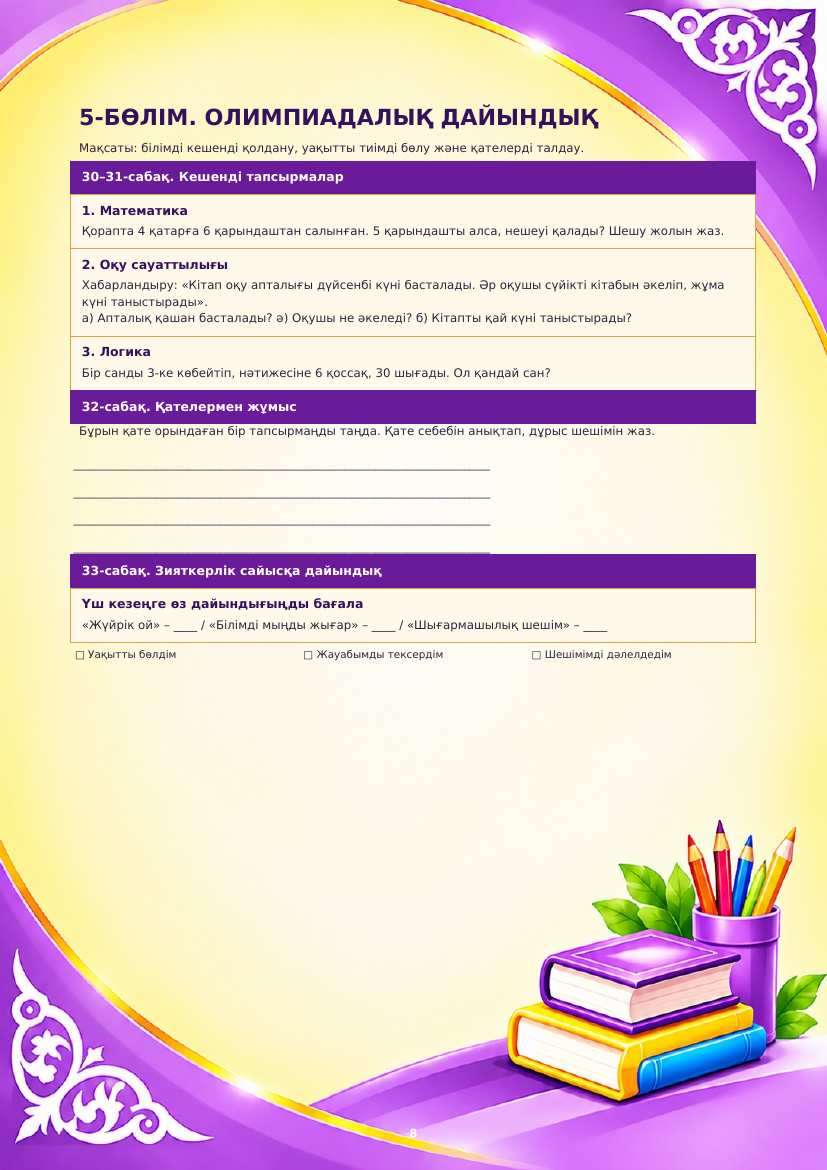 5-БӨЛІМ. ОЛИМПИАДАЛЫҚ ДАЙЫНДЫҚ
Мақсаты: білімді кешенді қолдану, уақытты тиімді бөлу және қателерді талдау.
30–31-сабақ. Кешенді тапсырмалар
1. Математика
Қорапта 4 қатарға 6 қарындаштан салынған. 5 қарындашты алса, нешеуі қалады? Шешу жолын жаз.
2. Оқу сауаттылығы
Хабарландыру: «Кітап оқу апталығы дүйсенбі күні басталады. Әр оқушы сүйікті кітабын әкеліп, жұма
күні таныстырады».
а) Апталық қашан басталады? ә) Оқушы не әкеледі? б) Кітапты қай күні таныстырады?
3. Логика
Бір санды 3-ке көбейтіп, нәтижесіне 6 қоссақ, 30 шығады. Ол қандай сан?
32-сабақ. Қателермен жұмыс
Бұрын қате орындаған бір тапсырмаңды таңда. Қате себебін анықтап, дұрыс шешімін жаз.
33-сабақ. Зияткерлік сайысқа дайындық
Үш кезеңге өз дайындығыңды бағала
«Жүйрік ой» – ____ / «Білімді мыңды жығар» – ____ / «Шығармашылық шешім» – ____
□ Уақытты бөлдім □ Жауабымды тексердім □ Шешімімді дәлелдедім
8